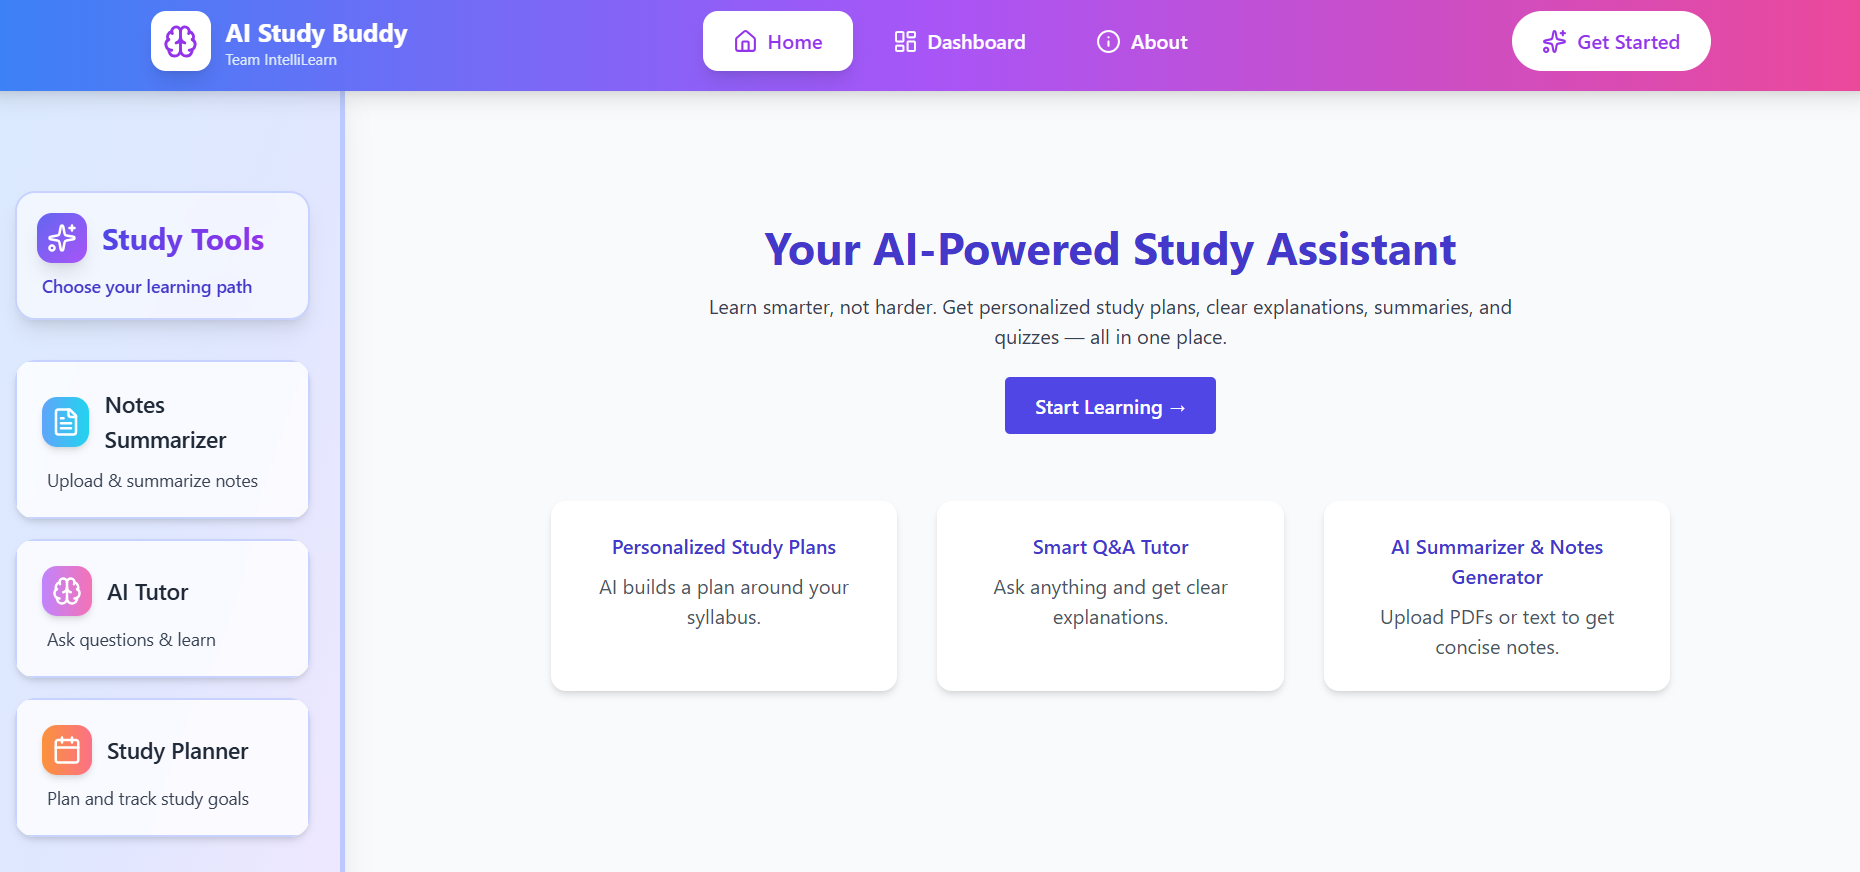 AI Study Buddy
Team IntelliLearn
Home
Dashboard
About
Get Started
Study Tools
Choose your learning path
Notes
Summarizer
Upload & summarize notes
AI Tutor
Ask questions & learn
Study Planner
Plan and track study goals
Your AI-Powered Study Assistant
Learn smarter, not harder. Get personalized study plans, clear explanations, summaries, and
quizzes — all in one place.
Start Learning →
Personalized Study Plans
AI builds a plan around your
syllabus.
Smart Q&A Tutor
Ask anything and get clear
explanations.
AI Summarizer & Notes
Generator
Upload PDFs or text to get
concise notes.